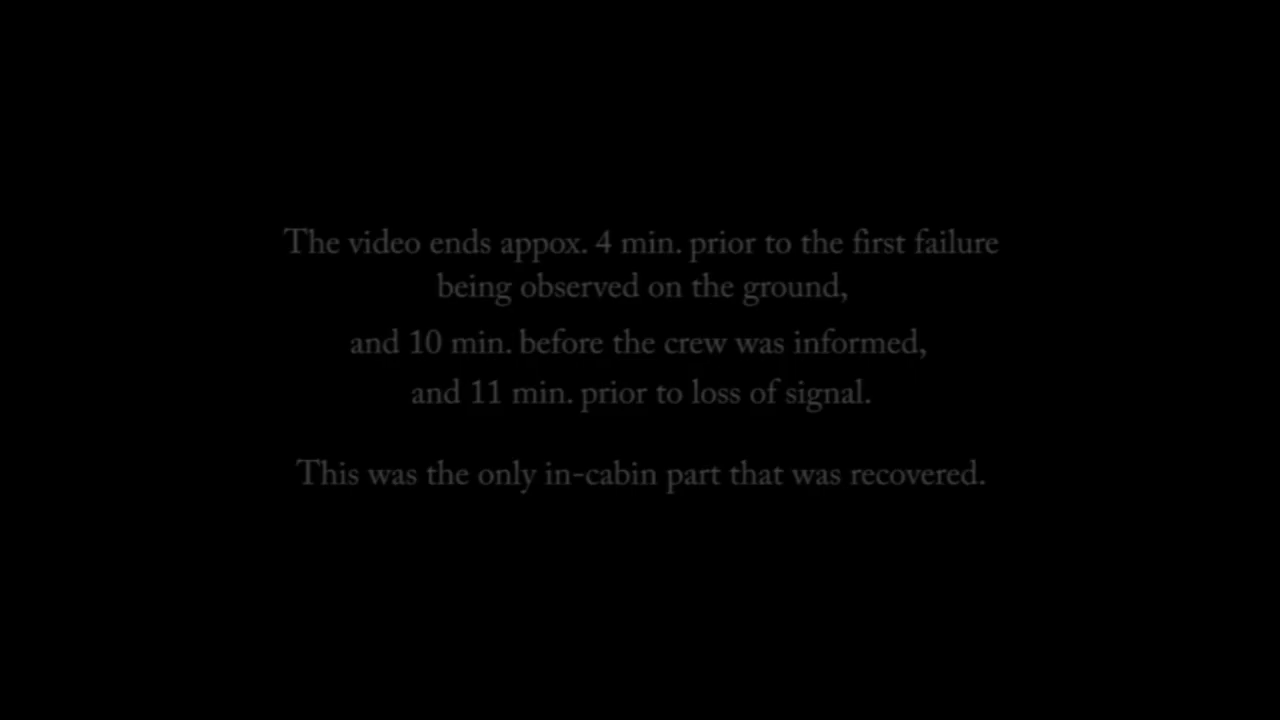 The video ends appox. 4 min. prior to the first failure
being observed on the ground,
and 10 min. before the crew was informed,
and 11 min. prior to loss of signal.
This was the only in-cabin part that was recovered.